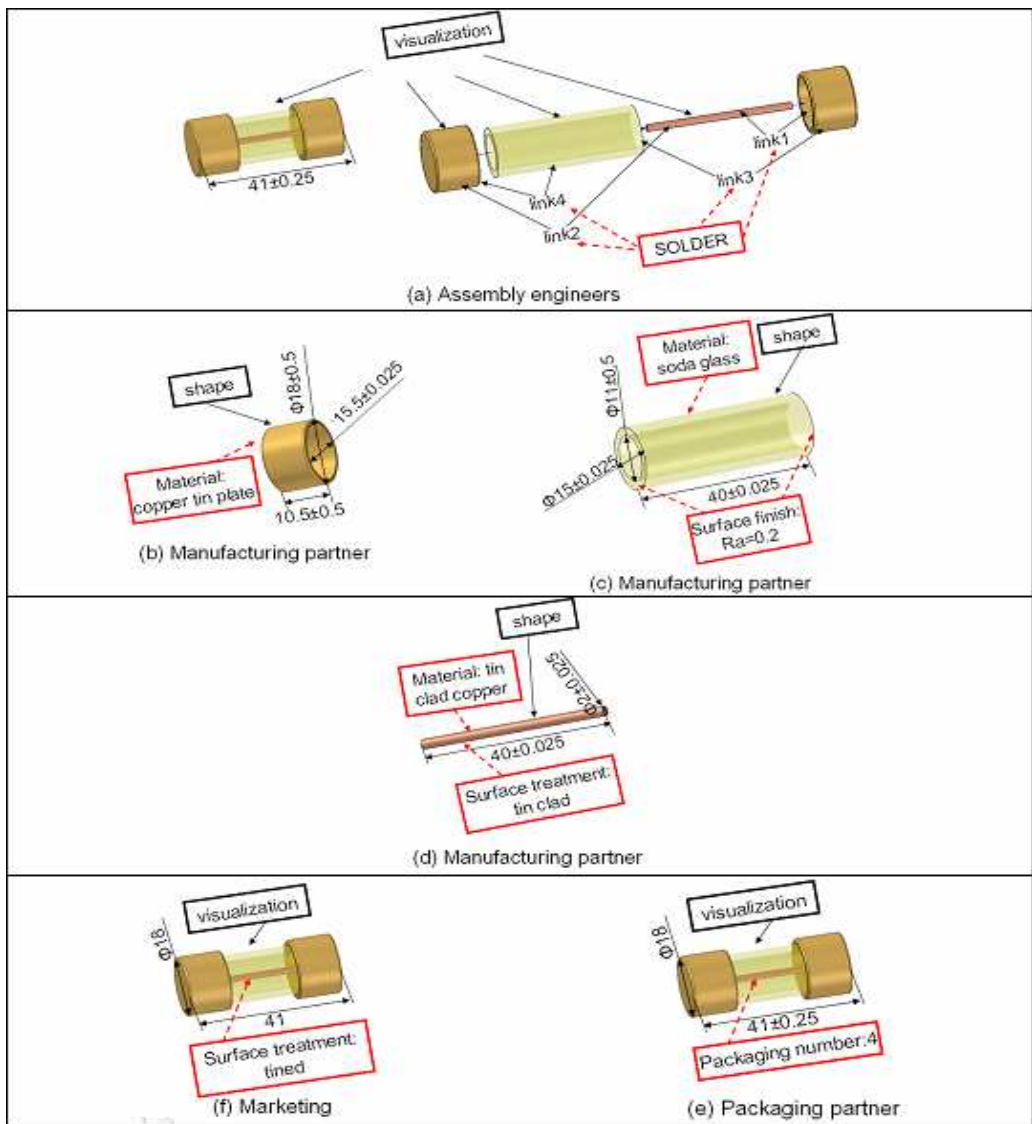 visualization
41±0.25
link1
link3
link4
link2
SOLDER
(a) Assembly engineers
shape
Φ18±0.5
15.5±0.025
Material:
copper tin plate
10.5±0.5
(b) Manufacturing partner
Material:
soda glass
shape
Φ11±0.5
Φ15±0.025
40±0.025
Surface finish:
Ra=0.2
(c) Manufacturing partner
shape
Material: tin
clad copper
Φ2±0.025
40±0.025
Surface treatment:
tin clad
(d) Manufacturing partner
visualization
Φ18
41
Surface treatment:
tined
(f) Marketing
visualization
Φ18
41±0.25
Packaging number:4
(e) Packaging partner